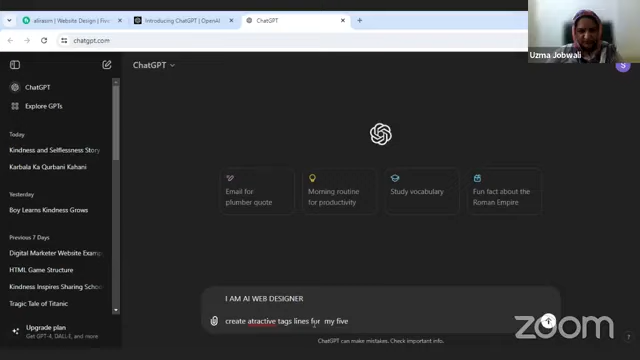 aliraxim | Website Design | Five
Introducing ChatGPT | OpenAI
ChatGPT
chatgpt.com
Uzma Jobwali
S
ChatGPT
ChatGPT
Explore GPTs
Today
Kindness and Selflessness Story
Karbala Ka Qurbani Kahani
Yesterday
Boy Learns Kindness Grows
Previous 7 Days
Digital Marketer Website Examp
HTML Game Structure
Kindness Inspires Sharing Schoo
Tragic Tale of Titanic
Upgrade plan
Get GPT-4, DALL·E, and more
Email for
plumber quote
Morning routine
for productivity
Study vocabulary
Fun fact about the
Roman Empire
I AM AI WEB DESIGNER
create atractive tags lines for my five
ChatGPT can make mistakes. Check important info.
zoom
?